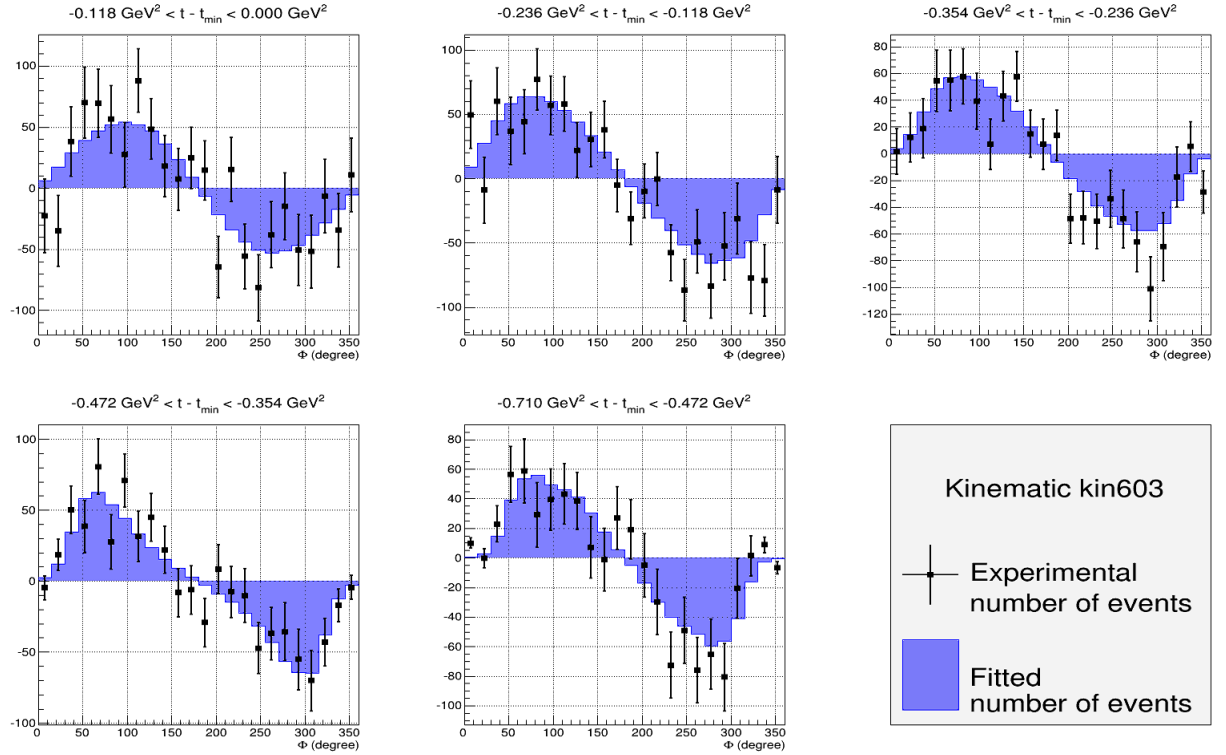 -0.118 GeV² < t - t_min < 0.000 GeV²
100
50
0
-50
-100
0 50 100 150 200 250 300 350
Φ (degree)
-0.236 GeV² < t - t_min < -0.118 GeV²
100
50
0
-50
-100
0 50 100 150 200 250 300 350
Φ (degree)
-0.354 GeV² < t - t_min < -0.236 GeV²
80
60
40
20
0
-20
-40
-60
-80
-100
-120
0 50 100 150 200 250 300 350
Φ (degree)
-0.472 GeV² < t - t_min < -0.354 GeV²
100
50
0
-50
-100
0 50 100 150 200 250 300 350
Φ (degree)
-0.710 GeV² < t - t_min < -0.472 GeV²
80
60
40
20
0
-20
-40
-60
-80
-100
0 50 100 150 200 250 300 350
Φ (degree)
Kinematic kin603
Experimental
number of events
Fitted
number of events